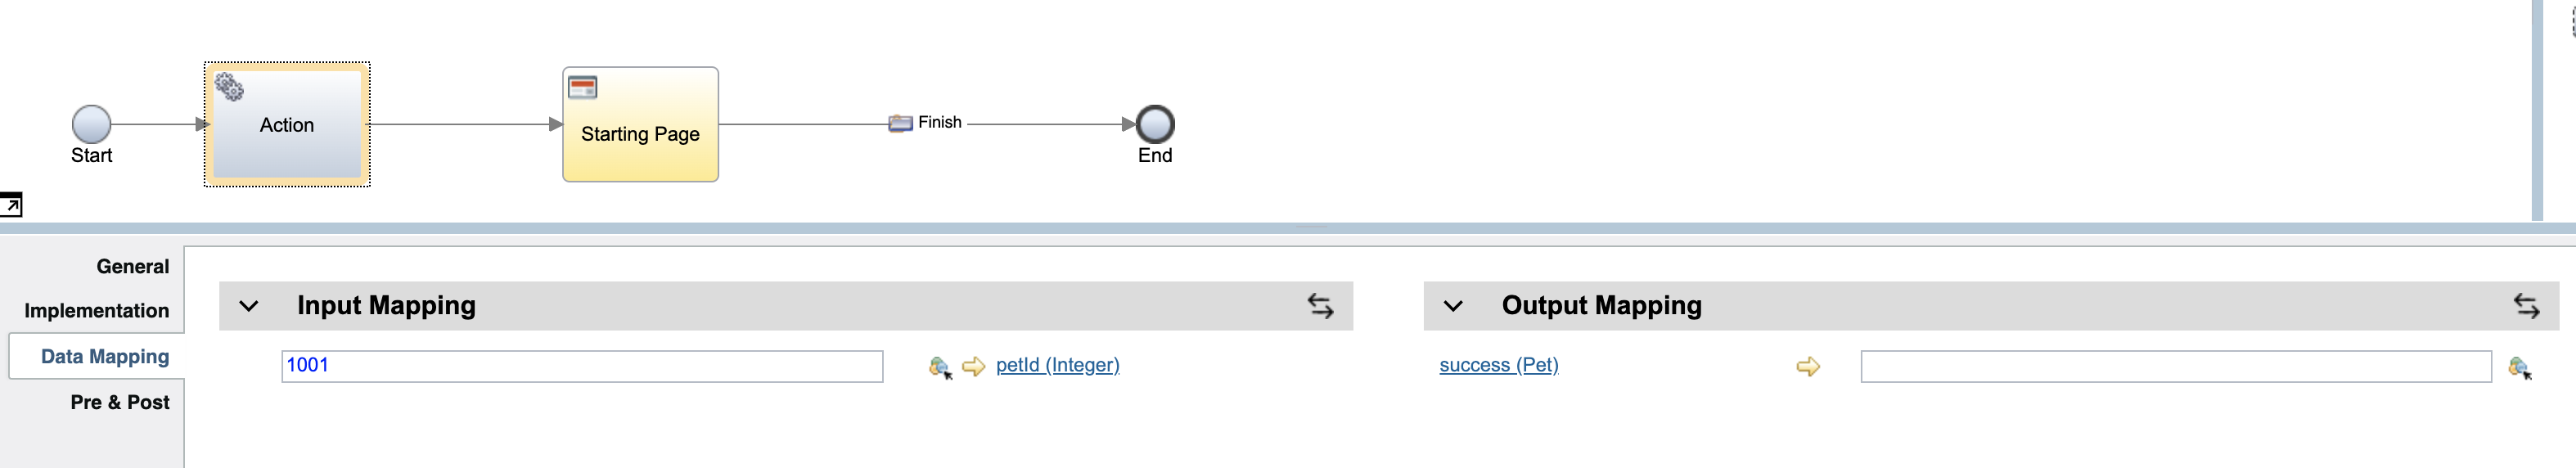 Action
Starting Page
Finish
Start
End
General
Implementation
Data Mapping
Pre & Post
Input Mapping
1001
petId (Integer)
Output Mapping
success (Pet)